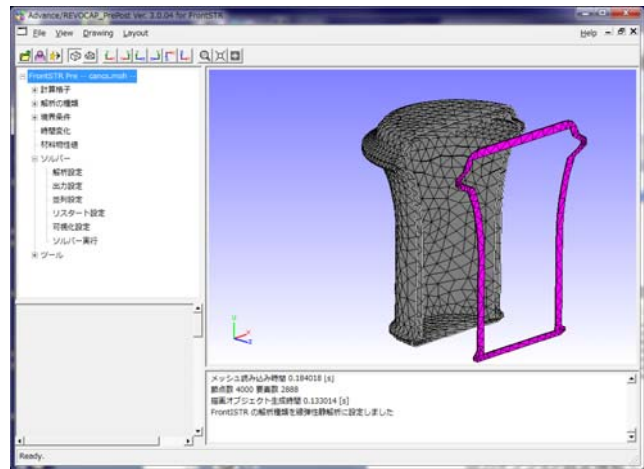 Advance/REVOCAP_PrePost Ver. 3.0.04 for FrontSTR
File View Drawing Layout Help
FrontSTR Pre -- canos.msh --
計算格子
解析の種類
境界条件
時間変化
材料物性値
ソルバー
解析設定
出力設定
並列設定
リスタート設定
可視化設定
ソルバー実行
ツール
メッシュ読み込み時間 0.184018 [s]
節点数 4000 要素数 2888
描画オブジェクト生成時間 0.133014 [s]
FrontISTR の解析種類を線弾性静解析に設定しました
Ready.